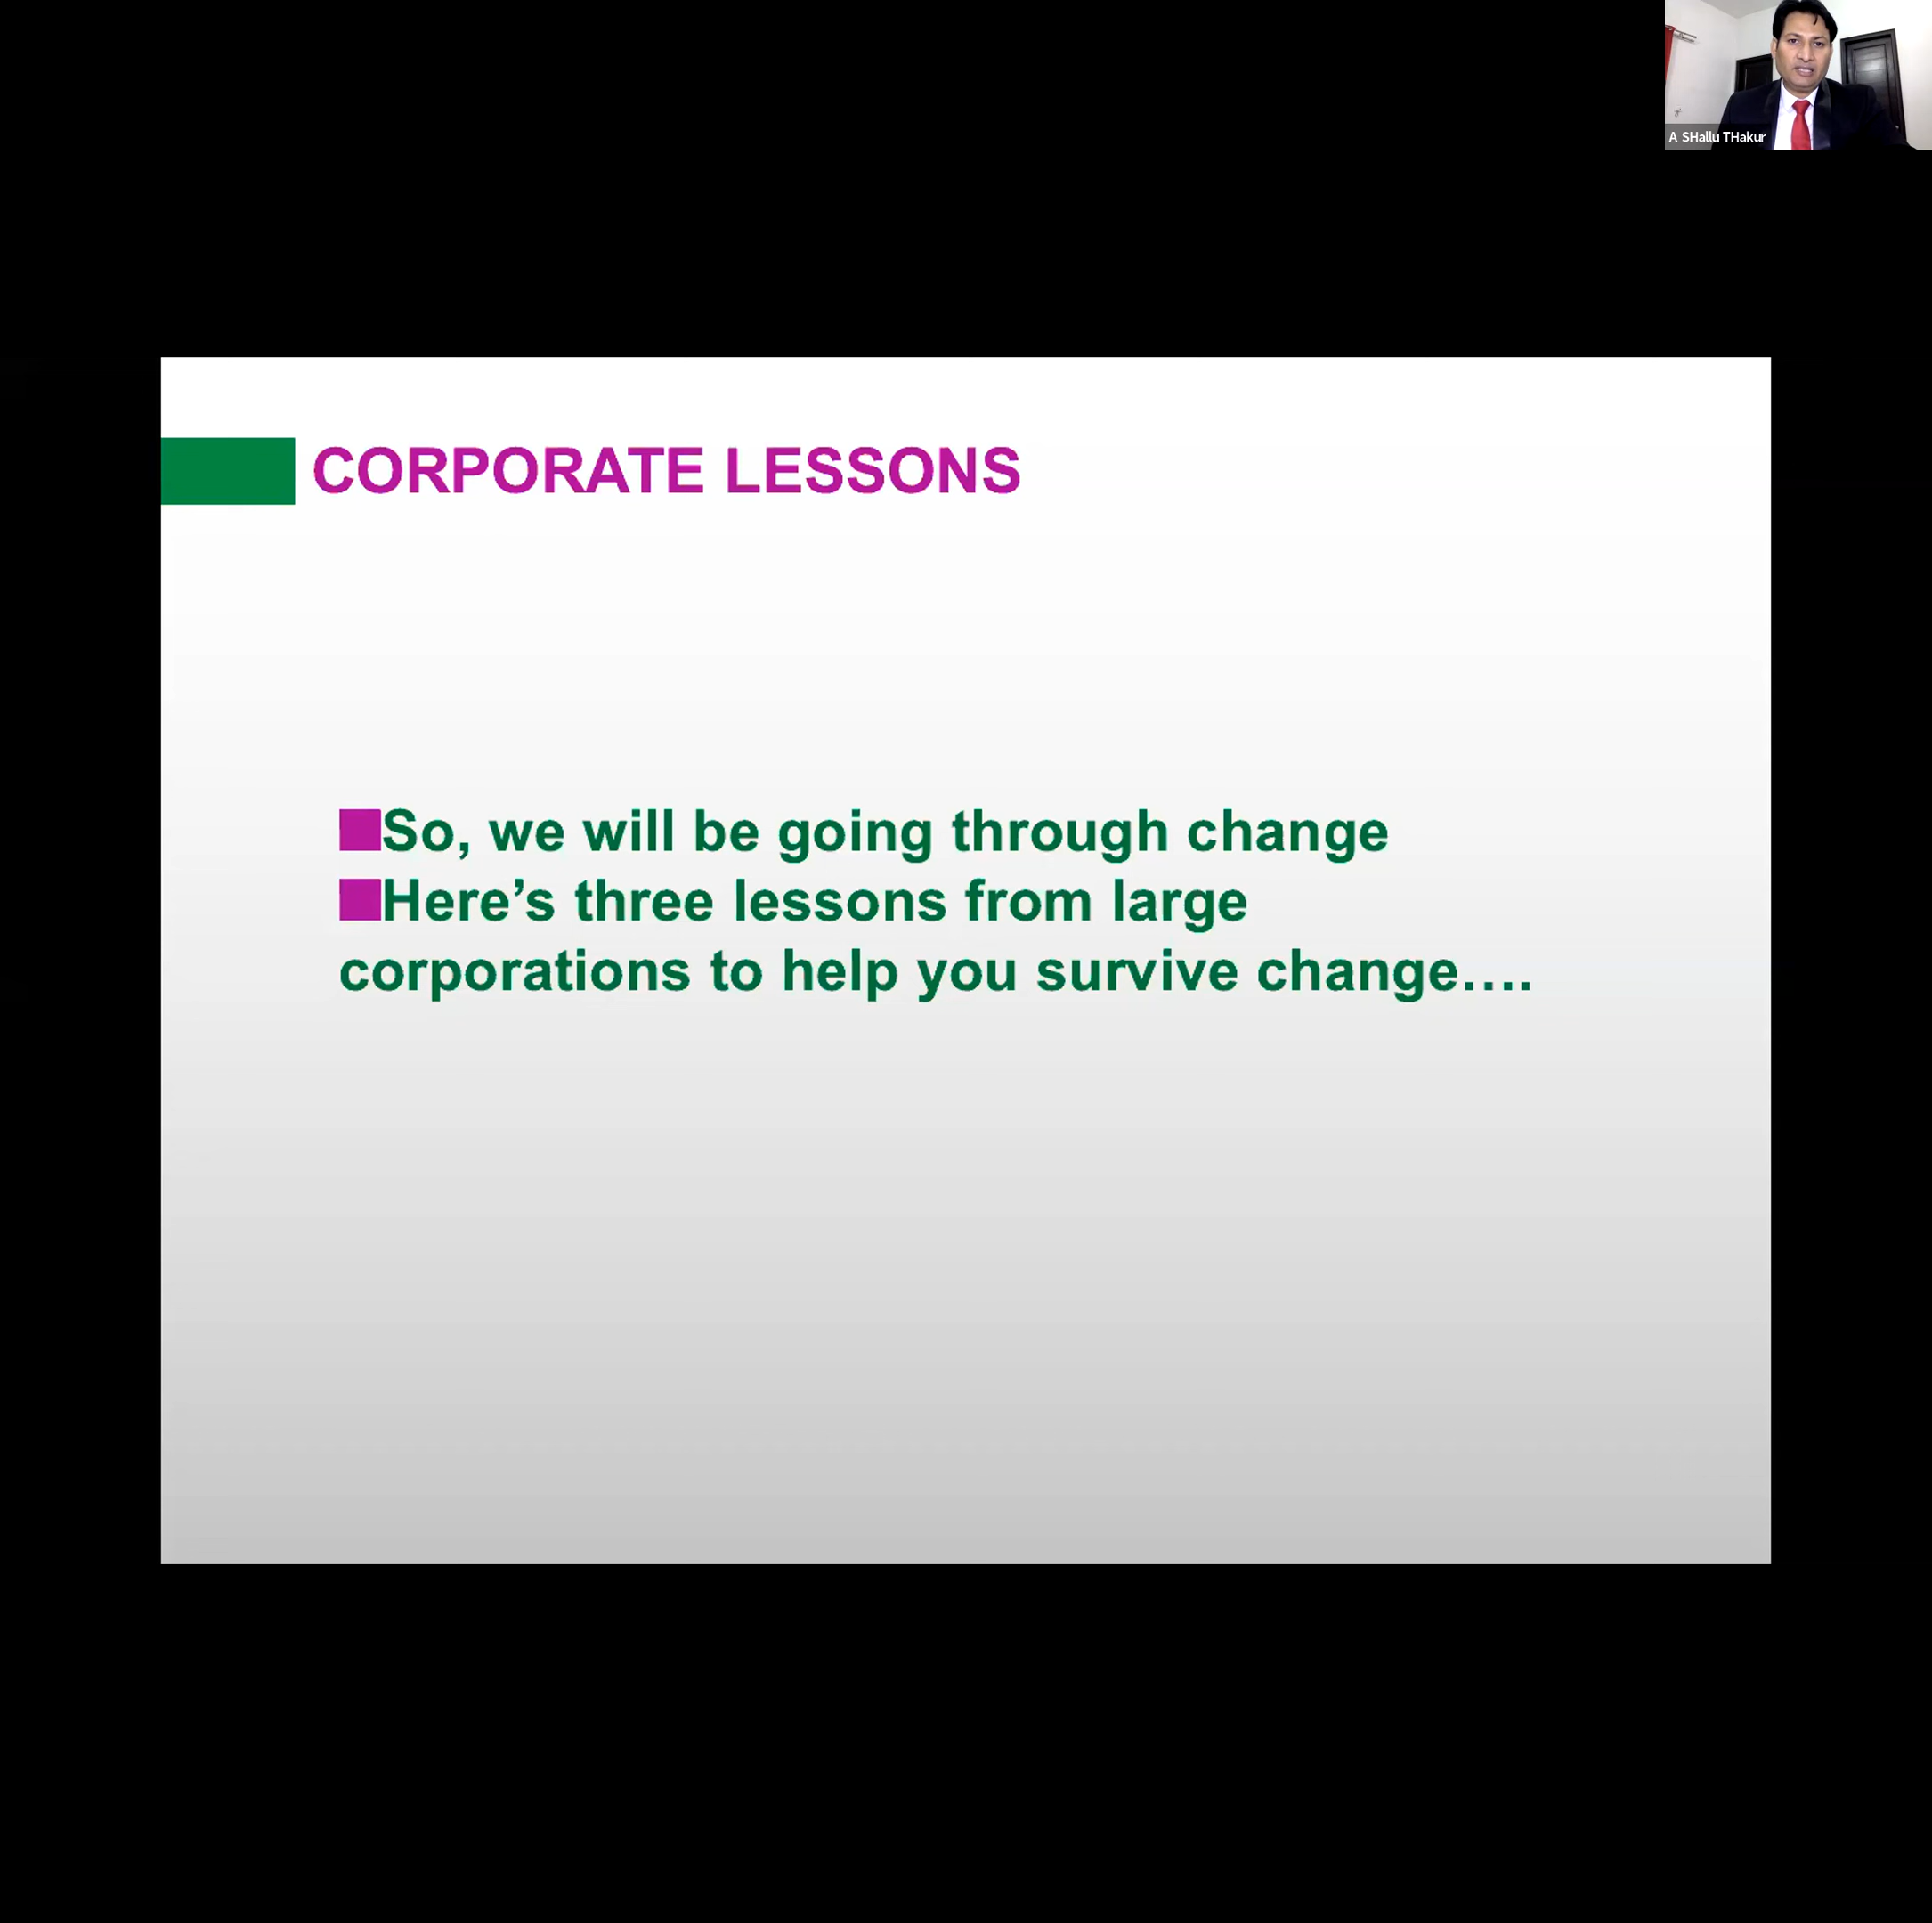 A SHallu THakur
CORPORATE LESSONS
So, we will be going through change
Here’s three lessons from large
corporations to help you survive change….